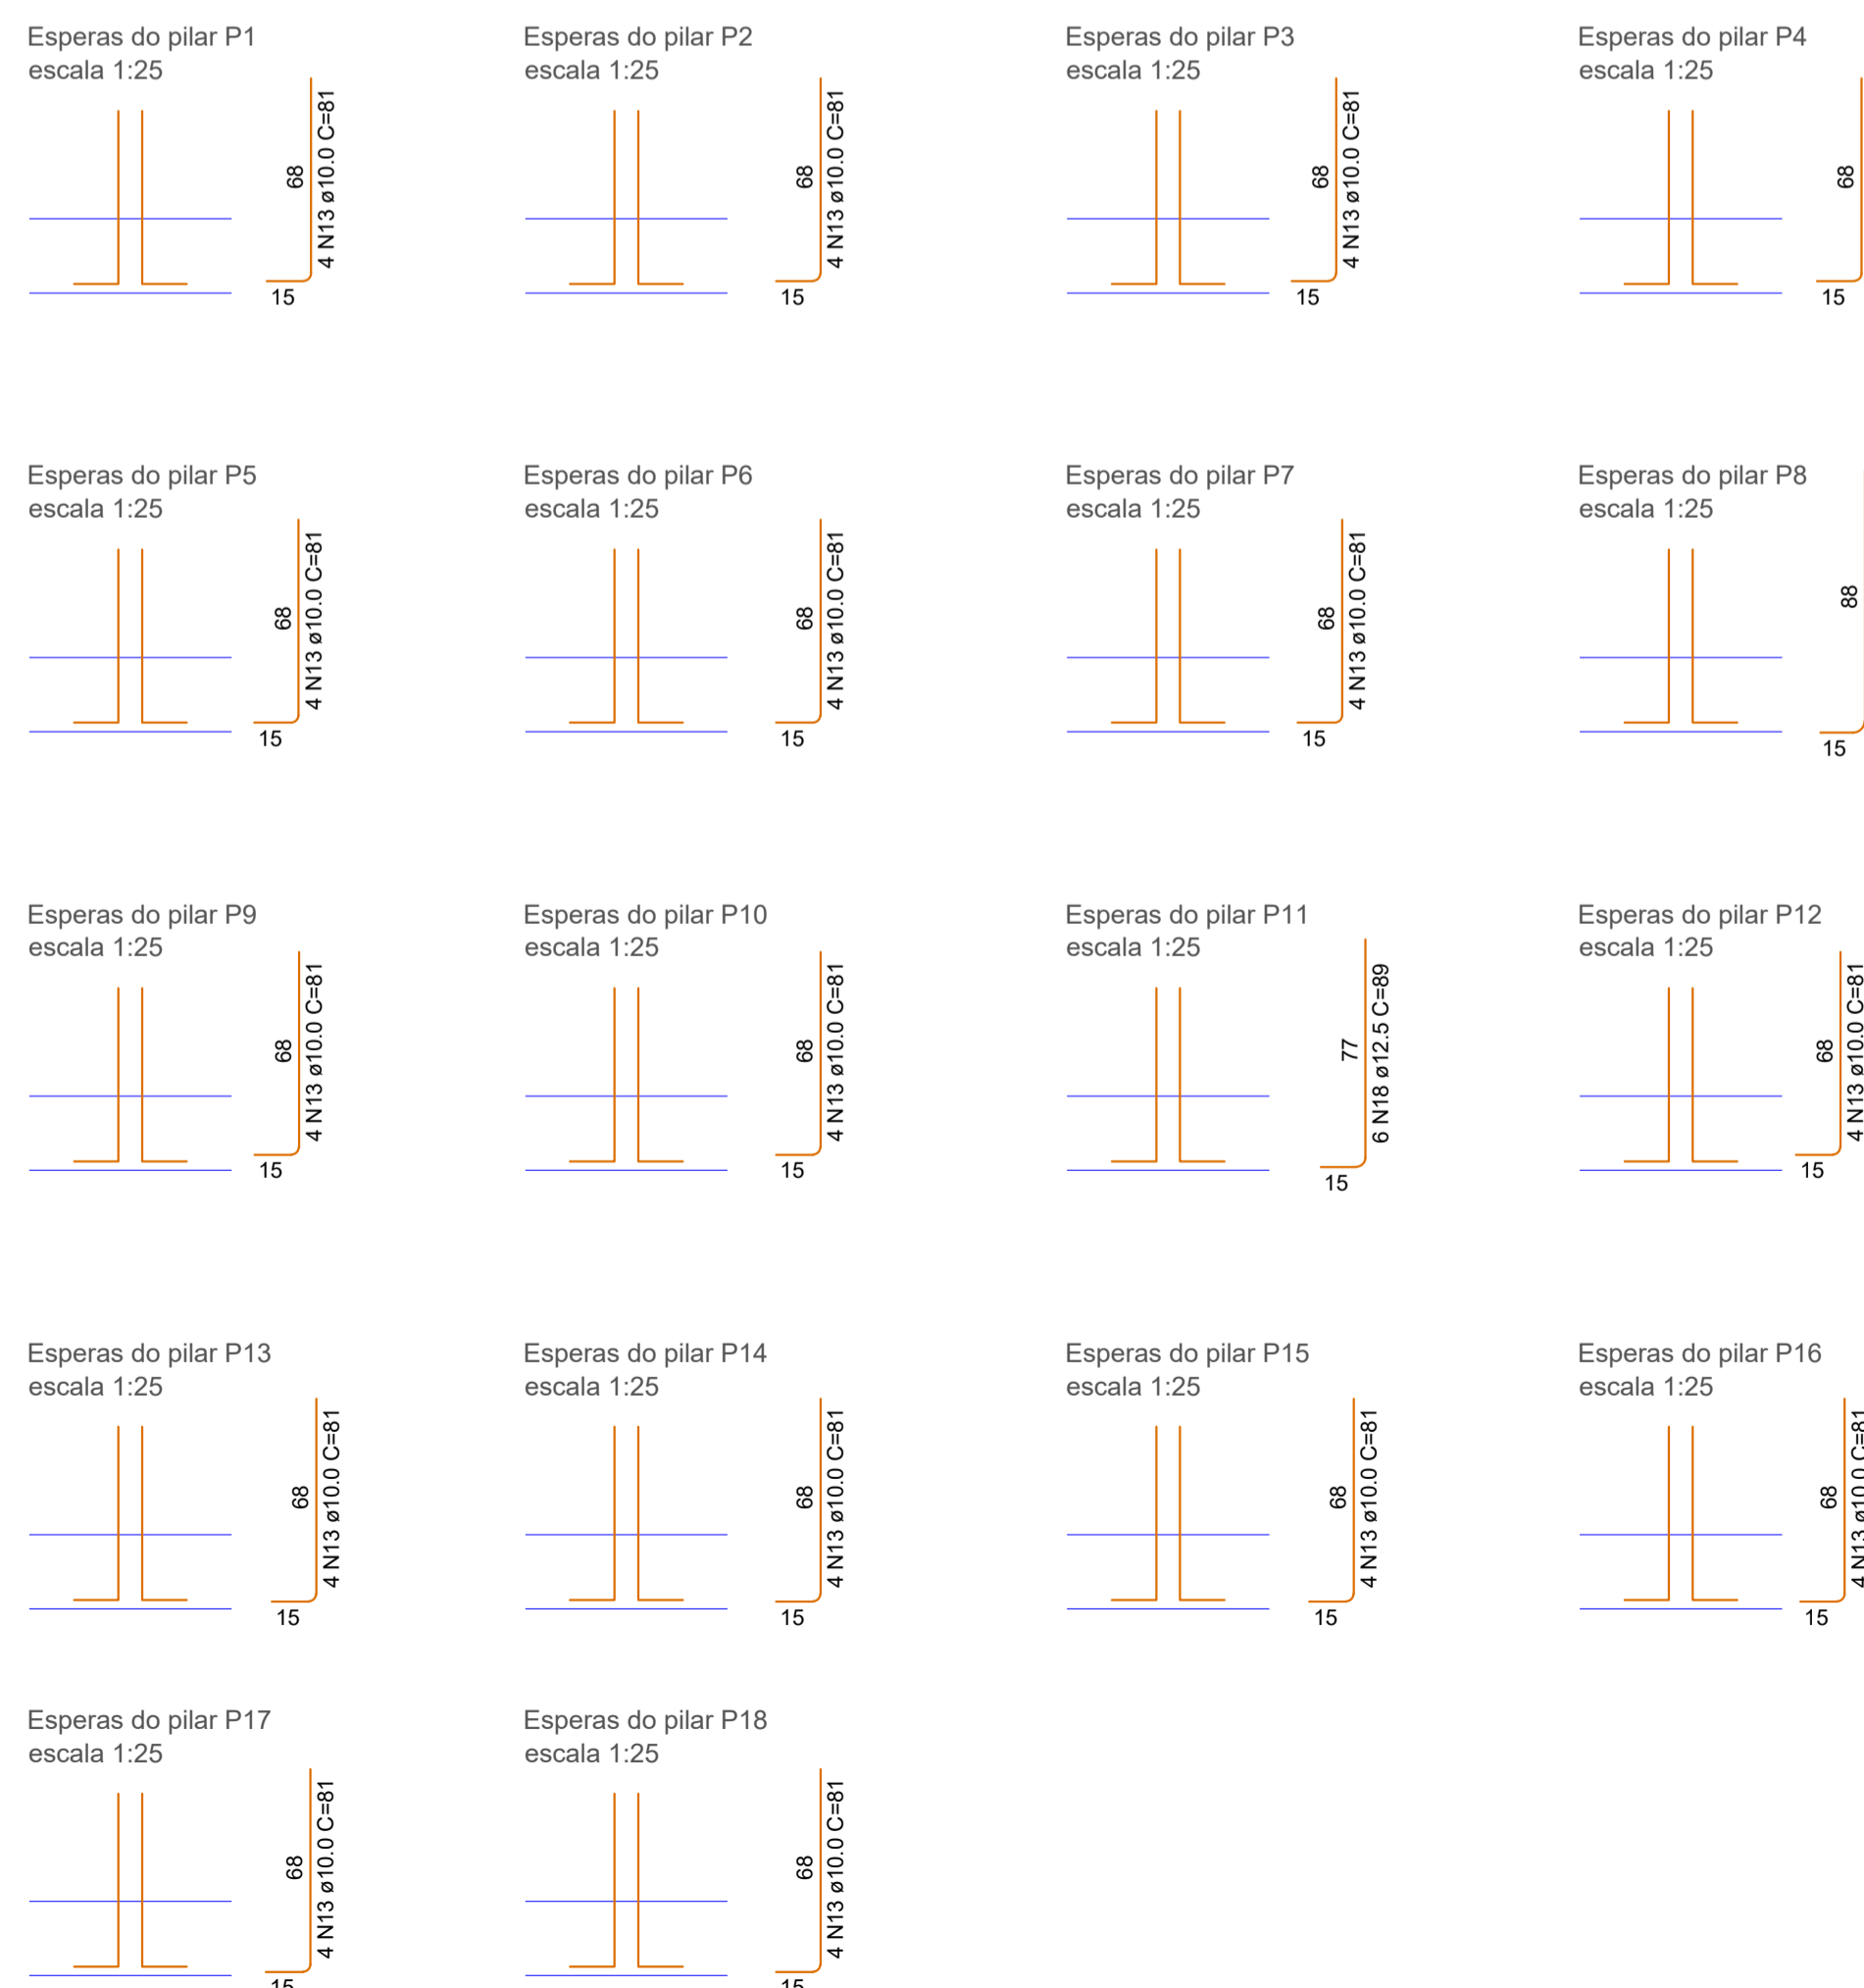 Esperas do pilar P1
escala 1:25
68
4 N13 ø10.0 C=81
15
Esperas do pilar P2
escala 1:25
68
4 N13 ø10.0 C=81
15
Esperas do pilar P3
escala 1:25
68
4 N13 ø10.0 C=81
15
Esperas do pilar P4
escala 1:25
68
15
Esperas do pilar P5
escala 1:25
68
4 N13 ø10.0 C=81
15
Esperas do pilar P6
escala 1:25
68
4 N13 ø10.0 C=81
15
Esperas do pilar P7
escala 1:25
68
4 N13 ø10.0 C=81
15
Esperas do pilar P8
escala 1:25
88
15
Esperas do pilar P9
escala 1:25
68
4 N13 ø10.0 C=81
15
Esperas do pilar P10
escala 1:25
68
4 N13 ø10.0 C=81
15
Esperas do pilar P11
escala 1:25
77
6 N18 ø12.5 C=89
15
Esperas do pilar P12
escala 1:25
68
4 N13 ø10.0 C=81
15
Esperas do pilar P13
escala 1:25
68
4 N13 ø10.0 C=81
15
Esperas do pilar P14
escala 1:25
68
4 N13 ø10.0 C=81
15
Esperas do pilar P15
escala 1:25
68
4 N13 ø10.0 C=81
15
Esperas do pilar P16
escala 1:25
68
4 N13 ø10.0 C=81
15
Esperas do pilar P17
escala 1:25
68
4 N13 ø10.0 C=81
15
Esperas do pilar P18
escala 1:25
68
4 N13 ø10.0 C=81
15